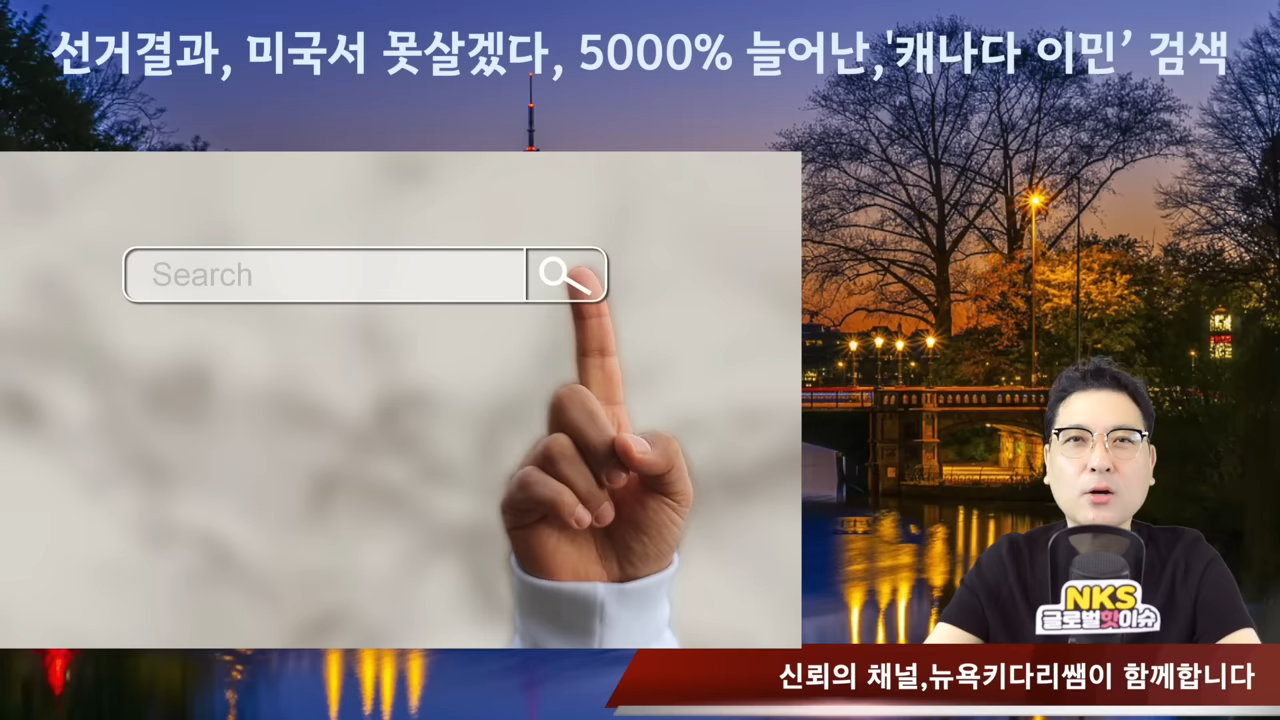 선거결과, 미국서 못살겠다, 5000% 늘어난,'캐나다 이민’ 검색
Search
NKS
글로벌핫이슈
신뢰의 채널,뉴욕키다리쌤이 함께합니다